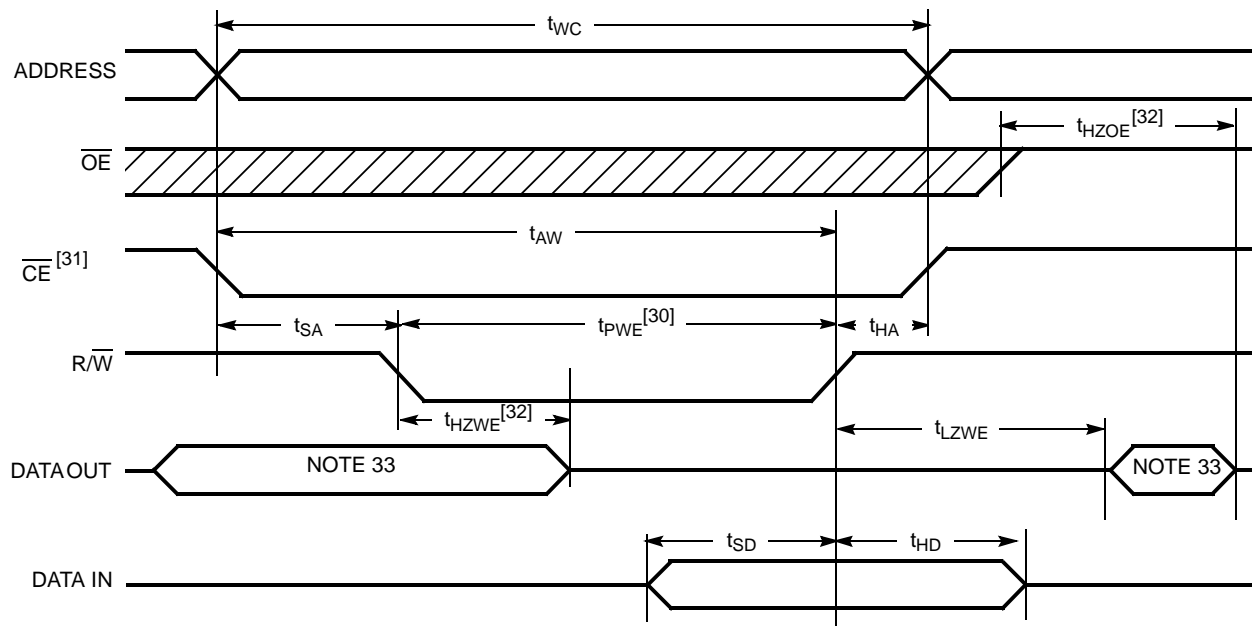 tWC
ADDRESS
tHZOE[32]
OE
tAW
CE [31]
tSA
tPWE[30]
tHA
R/W
tHZWE[32]
tLZWE
DATA OUT
NOTE 33
NOTE 33
tSD
tHD
DATA IN